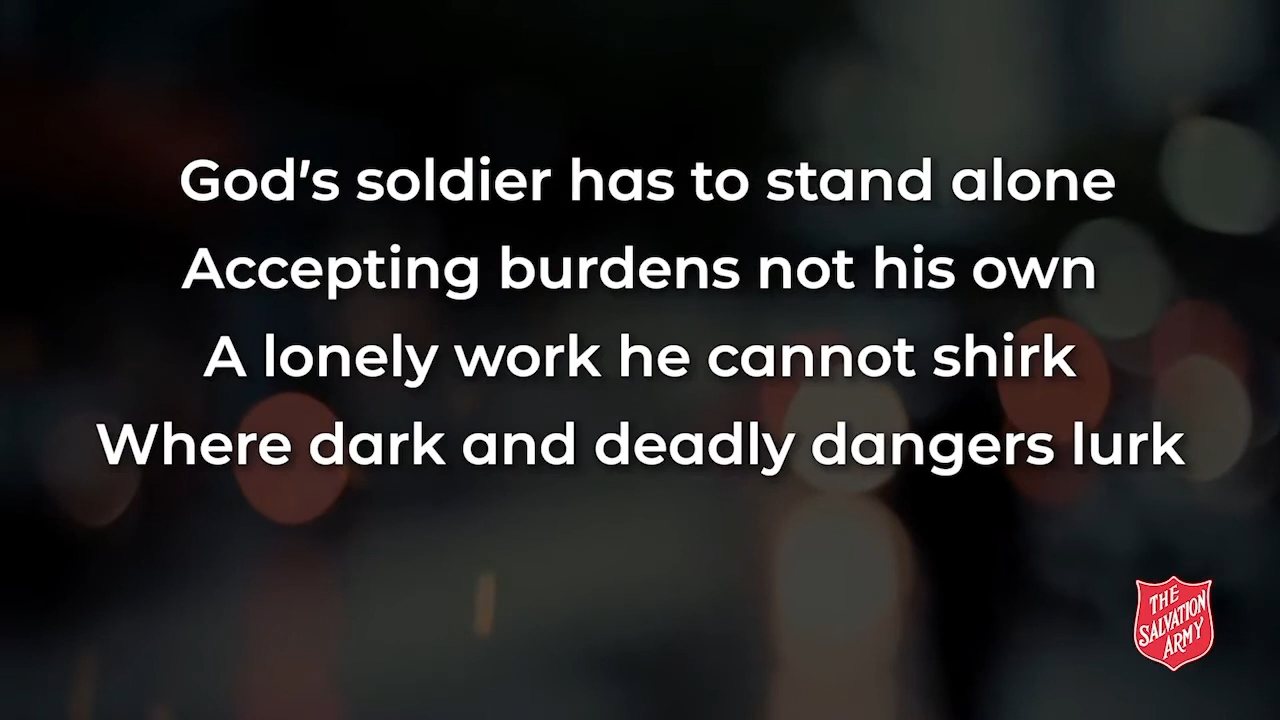 God's soldier has to stand alone
Accepting burdens not his own
A lonely work he cannot shirk
Where dark and deadly dangers lurk
THE
SALVATION
ARMY